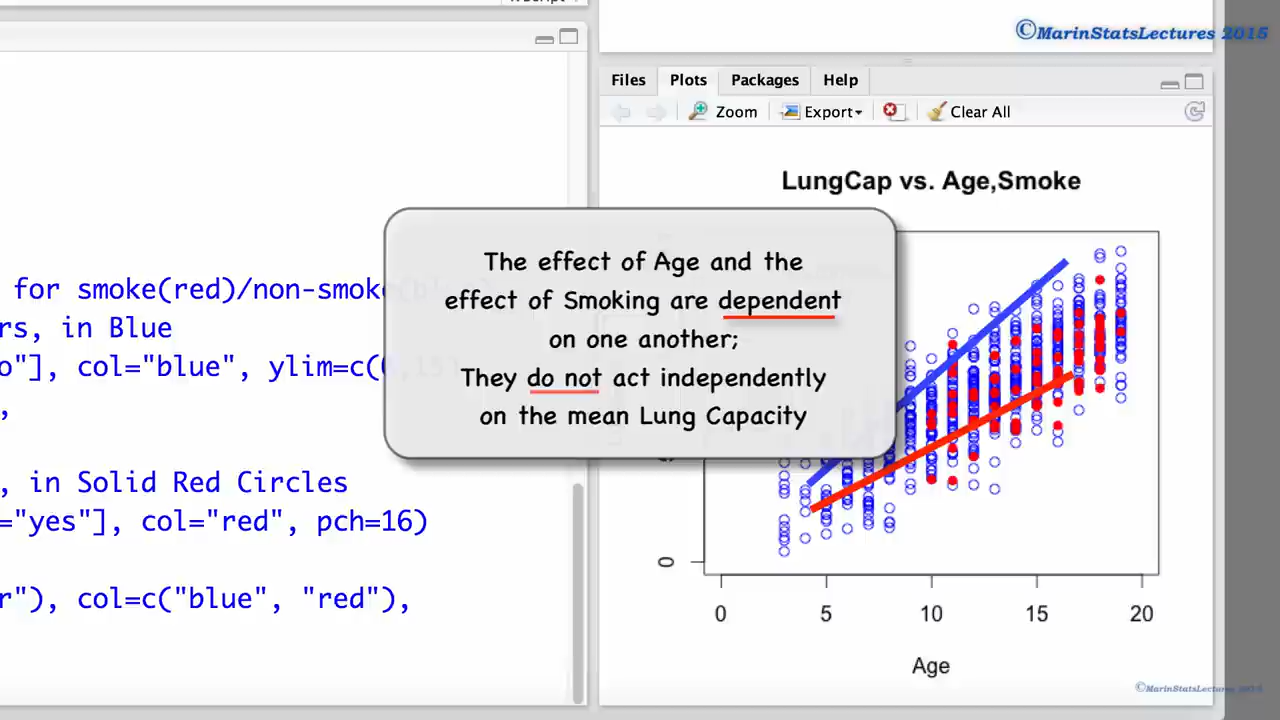 ©MarinStatsLectures 2015
Files Plots Packages Help
Zoom Export Clear All
LungCap vs. Age,Smoke
The effect of Age and the
effect of Smoking are dependent
on one another;
They do not act independently
on the mean Lung Capacity
for smoke(red)/non-smoke
rs, in Blue
o"], col="blue", ylim=c(
, in Solid Red Circles
="yes"], col="red", pch=16)
r"), col=c("blue", "red"),
0
0 5 10 15 20
Age
©MarinStatsLectures 2015